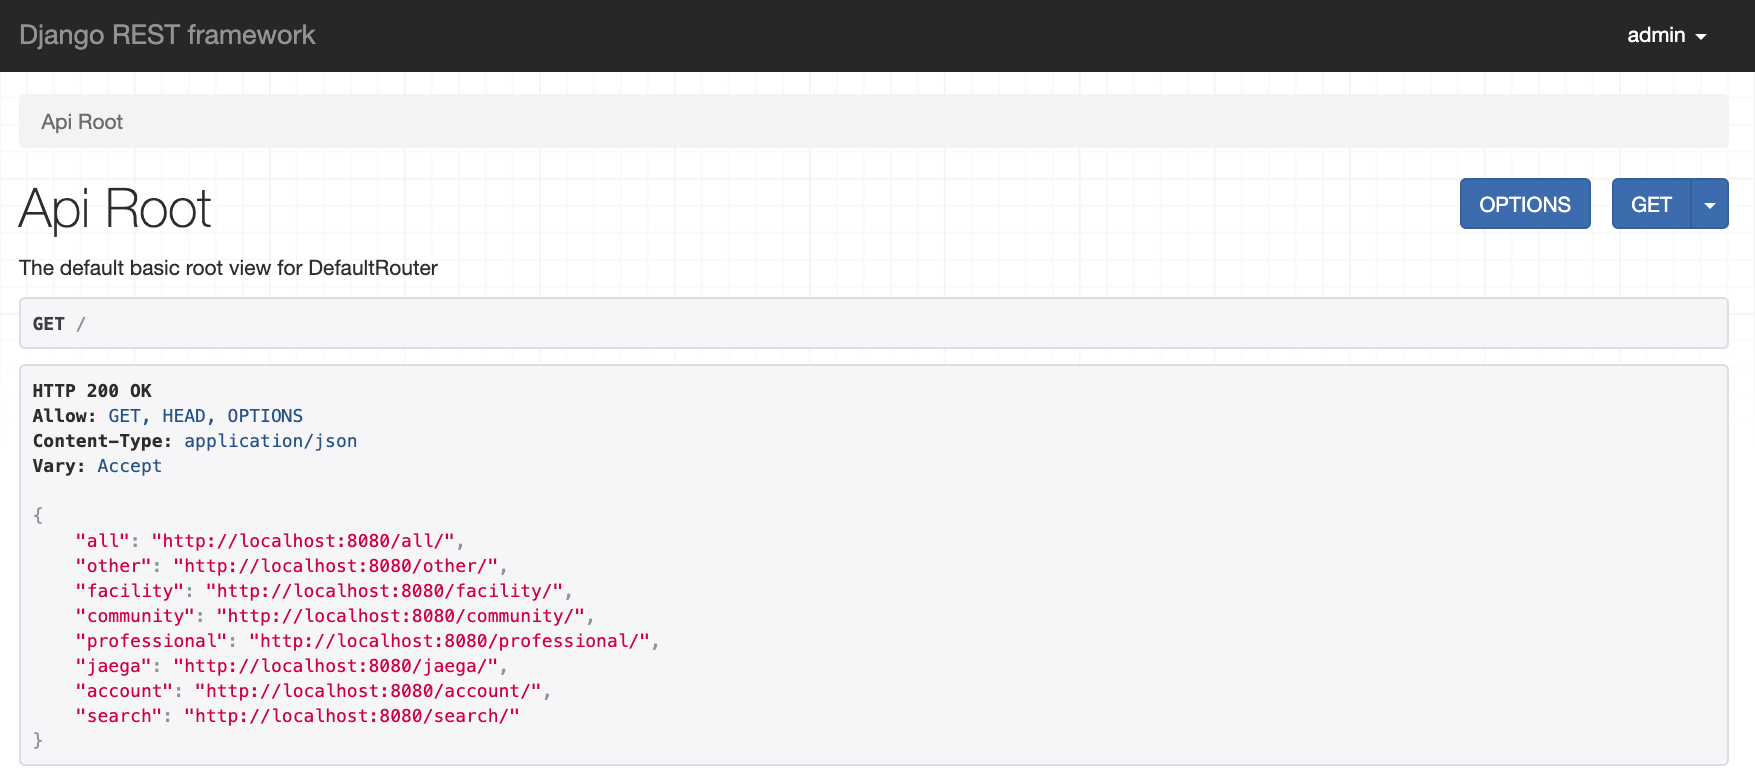 Django REST framework
admin
Api Root
Api Root
OPTIONS
GET
The default basic root view for DefaultRouter
GET /
HTTP 200 OK
Allow: GET, HEAD, OPTIONS
Content-Type: application/json
Vary: Accept
{
    "all": "http://localhost:8080/all/",
    "other": "http://localhost:8080/other/",
    "facility": "http://localhost:8080/facility/",
    "community": "http://localhost:8080/community/",
    "professional": "http://localhost:8080/professional/",
    "jaega": "http://localhost:8080/jaega/",
    "account": "http://localhost:8080/account/",
    "search": "http://localhost:8080/search/"
}